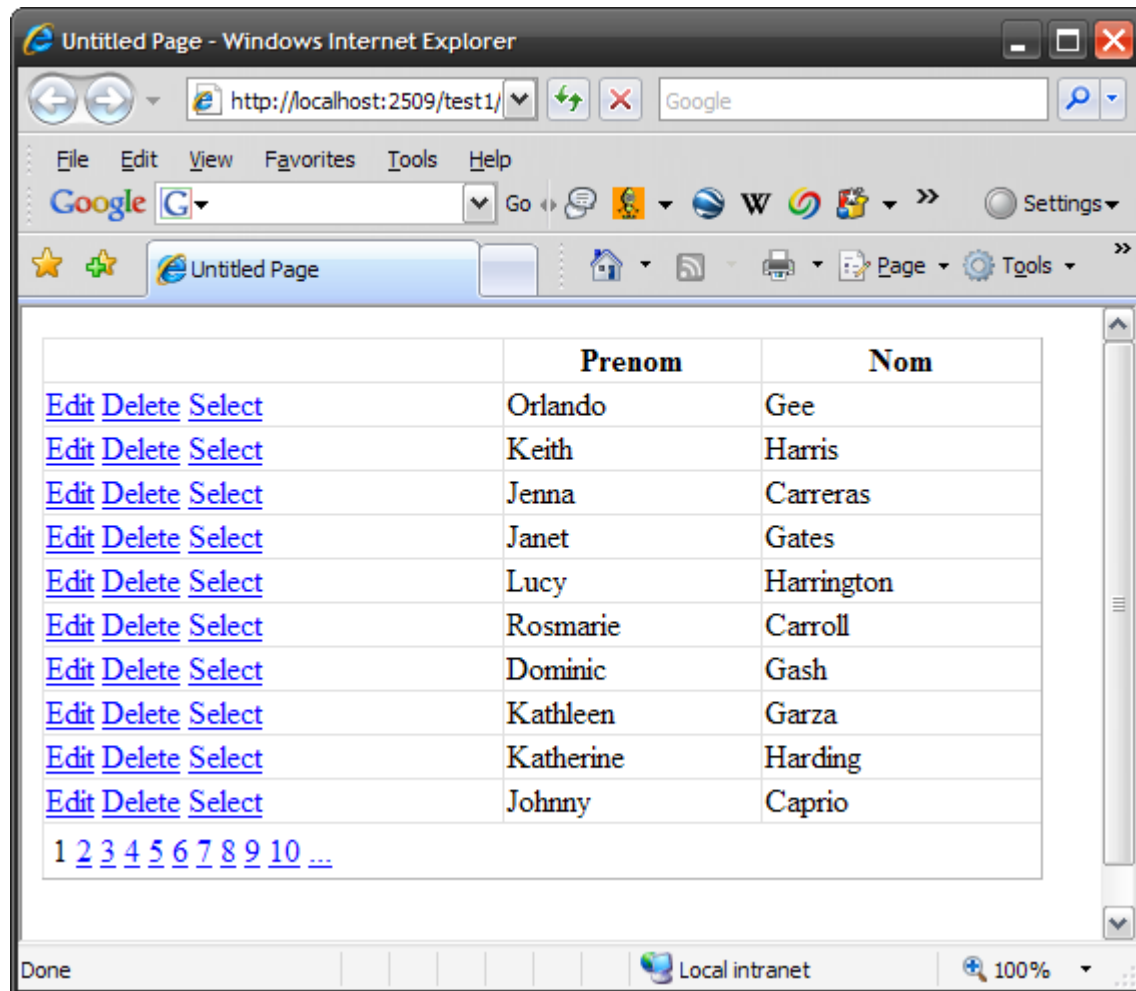 Untitled Page - Windows Internet Explorer
http://localhost:2509/test1/ Google
File Edit View Favorites Tools Help
Google G Go W » Settings
Untitled Page Page Tools »
Prenom Nom
Edit Delete Select Orlando Gee
Edit Delete Select Keith Harris
Edit Delete Select Jenna Carreras
Edit Delete Select Janet Gates
Edit Delete Select Lucy Harrington
Edit Delete Select Rosmarie Carroll
Edit Delete Select Dominic Gash
Edit Delete Select Kathleen Garza
Edit Delete Select Katherine Harding
Edit Delete Select Johnny Caprio
1 2 3 4 5 6 7 8 9 10 ...
Done Local intranet 100%